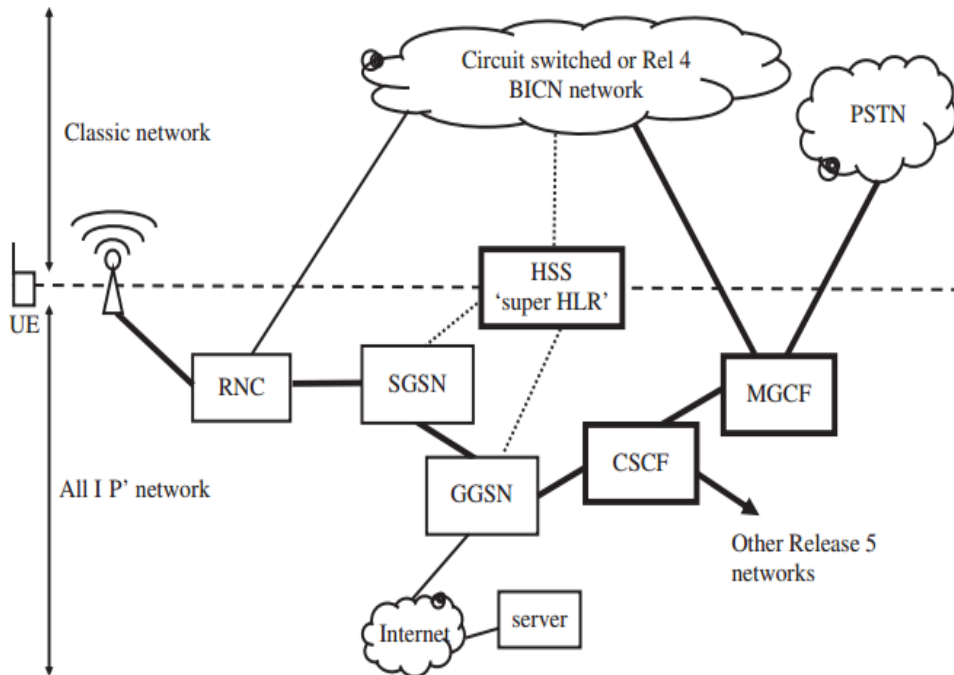 Circuit switched or Rel 4
BICN network
PSTN
Classic network
HSS
'super HLR'
UE
RNC
SGSN
MGCF
CSCF
GGSN
All I P' network
Other Release 5
networks
Internet
server